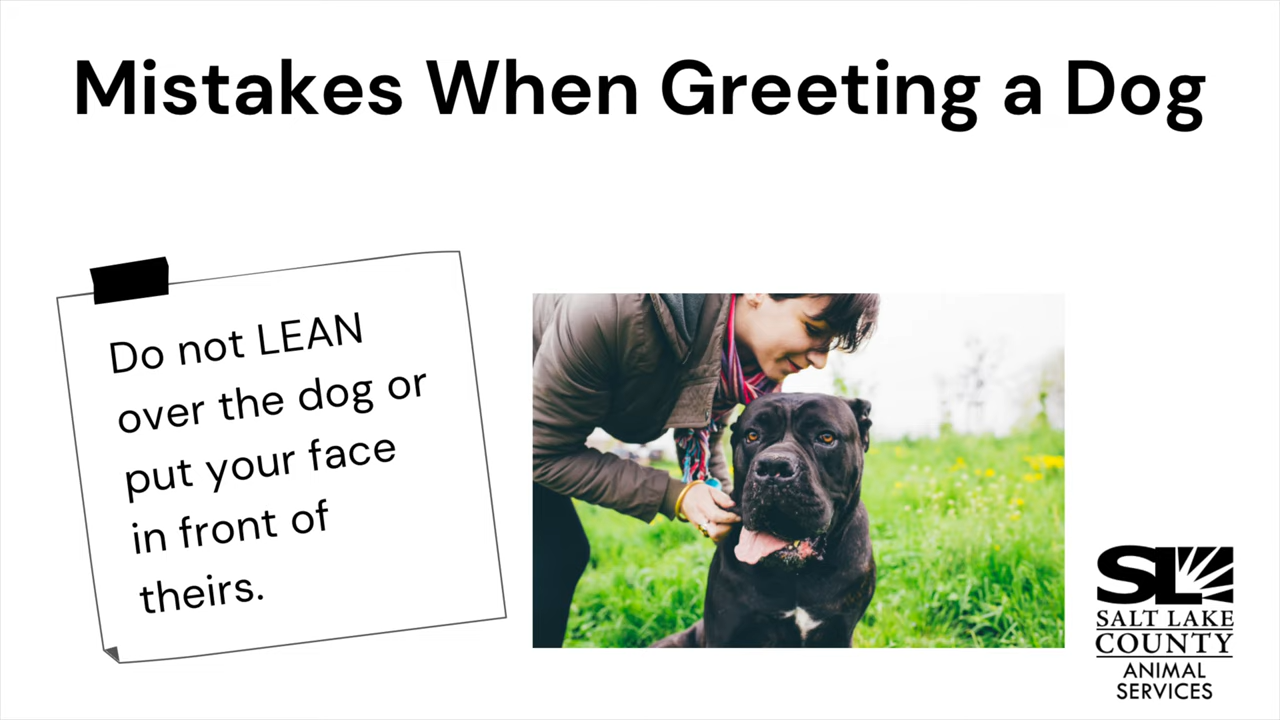 Mistakes When Greeting a Dog
Do not LEAN
over the dog or
put your face
in front of
theirs.
SL
SALT LAKE
COUNTY
ANIMAL
SERVICES